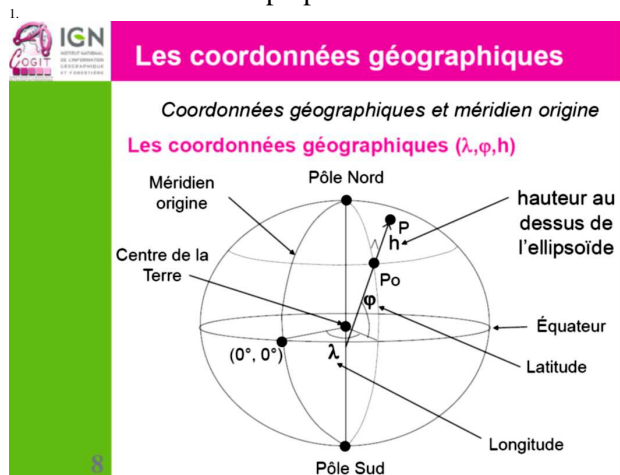 1.
COGIT
IGN
INSTITUT NATIONAL
DE L'INFORMATION
GÉOGRAPHIQUE
ET FORESTIÈRE
Les coordonnées géographiques
Coordonnées géographiques et méridien origine
Les coordonnées géographiques (λ,φ,h)
Pôle Nord
Méridien
origine
P
h
hauteur au
dessus de
l'ellipsoïde
Centre de la
Terre
Po
φ
Équateur
(0°, 0°)
λ
Latitude
Longitude
Pôle Sud
8